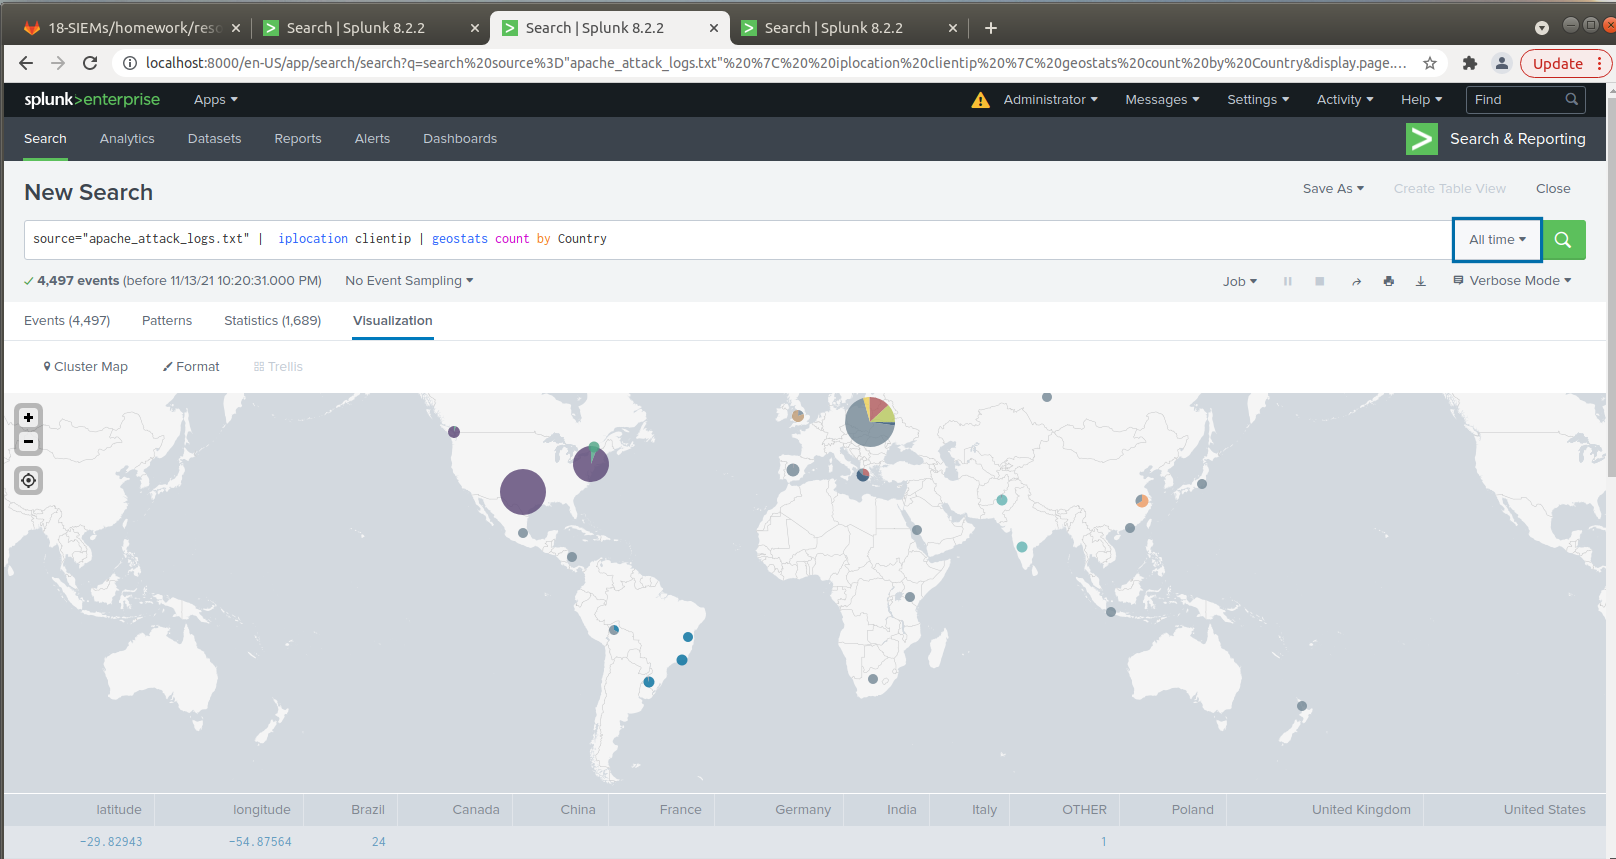 18-SIEMs/homework/reso
Search | Splunk 8.2.2
Search | Splunk 8.2.2
Search | Splunk 8.2.2
localhost:8000/en-US/app/search/search?q=search%20source%3D"apache_attack_logs.txt"%20%7C%20%20iplocation%20clientip%20%7C%20geostats%20count%20by%20Country&display.page....
Update
splunk>enterprise
Apps
Administrator
Messages
Settings
Activity
Help
Find
Search
Analytics
Datasets
Reports
Alerts
Dashboards
Search & Reporting
New Search
Save As
Create Table View
Close
source="apache_attack_logs.txt" |  iplocation clientip | geostats count by Country
All time
4,497 events (before 11/13/21 10:20:31.000 PM)
No Event Sampling
Job
Verbose Mode
Events (4,497)
Patterns
Statistics (1,689)
Visualization
Cluster Map
Format
Trellis
latitude longitude Brazil Canada China France Germany India Italy OTHER Poland United Kingdom United States
-29.82943 -54.87564 24 1